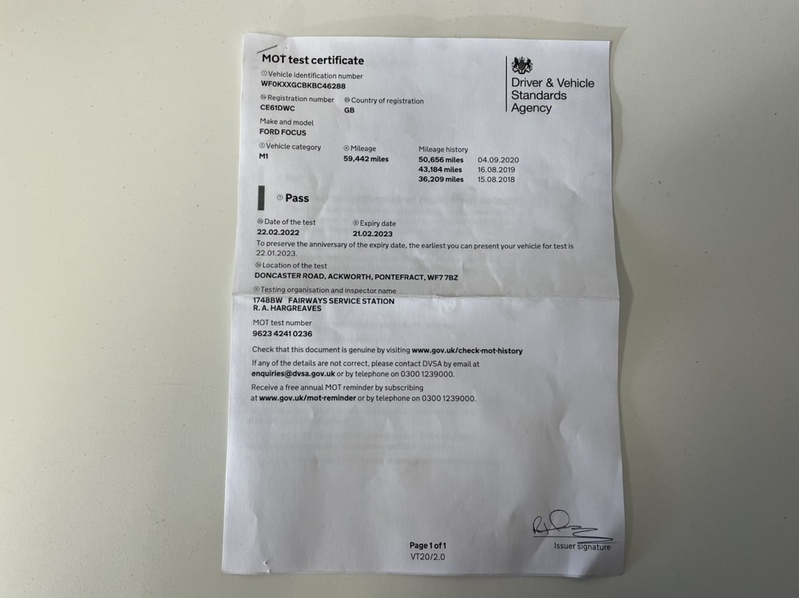 MOT test certificate
Driver & Vehicle
Standards
Agency
Vehicle identification number
WF0KXXGCBKBC46288
Registration number Country of registration
CE61DWC GB
Make and model
FORD FOCUS
Vehicle category Mileage Mileage history
M1 59,442 miles 50,656 miles 04.09.2020
43,184 miles 16.08.2019
36,209 miles 15.08.2018
Pass
Date of the test Expiry date
22.02.2022 21.02.2023
To preserve the anniversary of the expiry date, the earliest you can present your vehicle for test is
22.01.2023.
Location of the test
DONCASTER ROAD, ACKWORTH, PONTEFRACT, WF7 7BZ
Testing organisation and inspector name
1748BW FAIRWAYS SERVICE STATION
R. A. HARGREAVES
MOT test number
9623 4241 0236
Check that this document is genuine by visiting www.gov.uk/check-mot-history
If any of the details are not correct, please contact DVSA by email at
enquiries@dvsa.gov.uk or by telephone on 0300 1239000.
Receive a free annual MOT reminder by subscribing
at www.gov.uk/mot-reminder or by telephone on 0300 1239000.
Issuer signature
Page 1 of 1
VT20/2.0